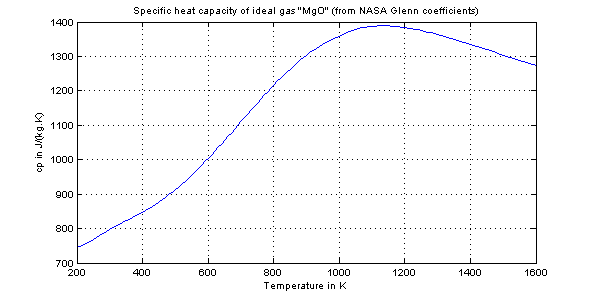 Specific heat capacity of ideal gas "MgO" (from NASA Glenn coefficients)
1400
1300
1200
1100
1000
900
800
700
cp in J/(kg.K)
200 400 600 800 1000 1200 1400 1600
Temperature in K